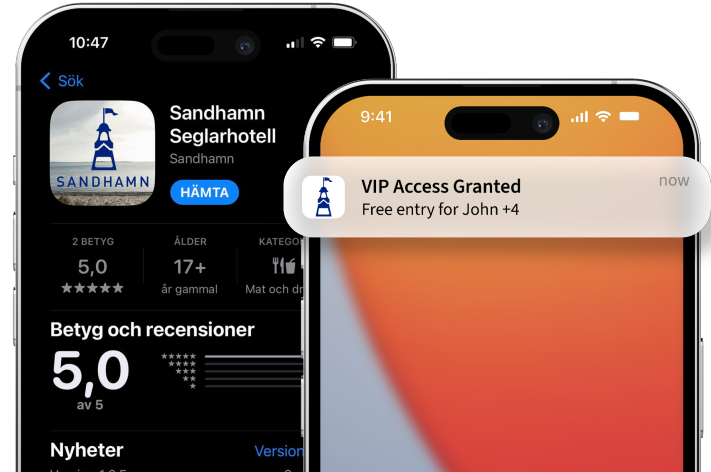 10:47
Sök
SANDHAMN
Sandhamn
Seglarhotell
Sandhamn
HÄMTA
2 BETYG
5,0
★★★★★
ÅLDER
17+
år gammal
Mat och
Betyg och recensioner
5,0
av 5
★★★★★
★★★★
★★★
★★
★
Nyheter
Version
9:41
VIP Access Granted
now
Free entry for John +4